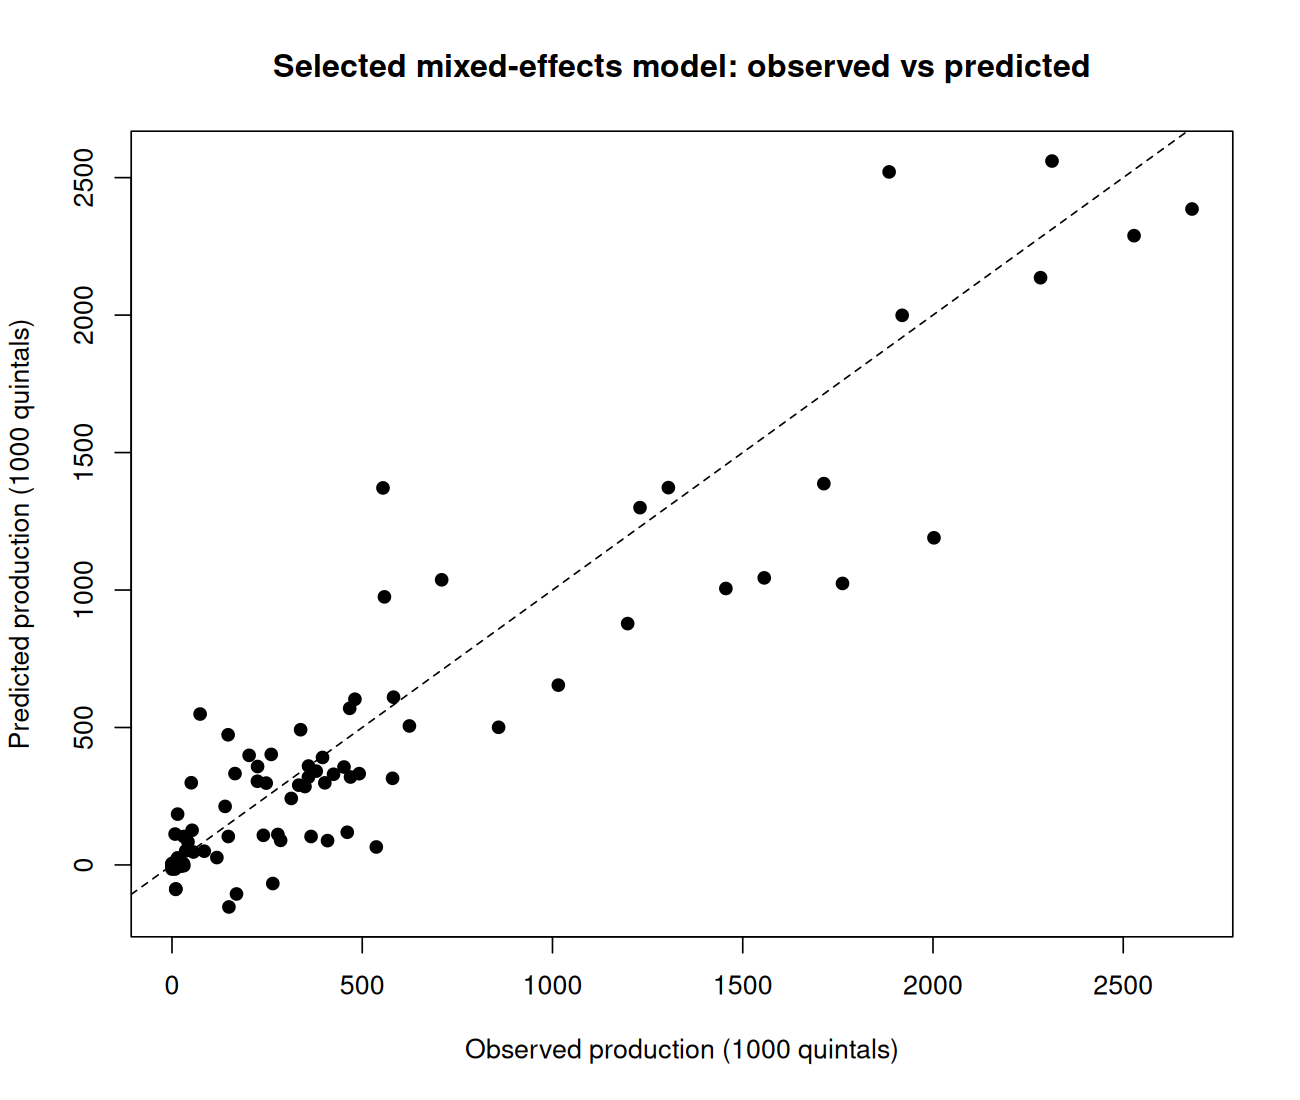 Selected mixed-effects model: observed vs predicted
Predicted production (1000 quintals)
2500
2000
1500
1000
500
0
0 500 1000 1500 2000 2500
Observed production (1000 quintals)